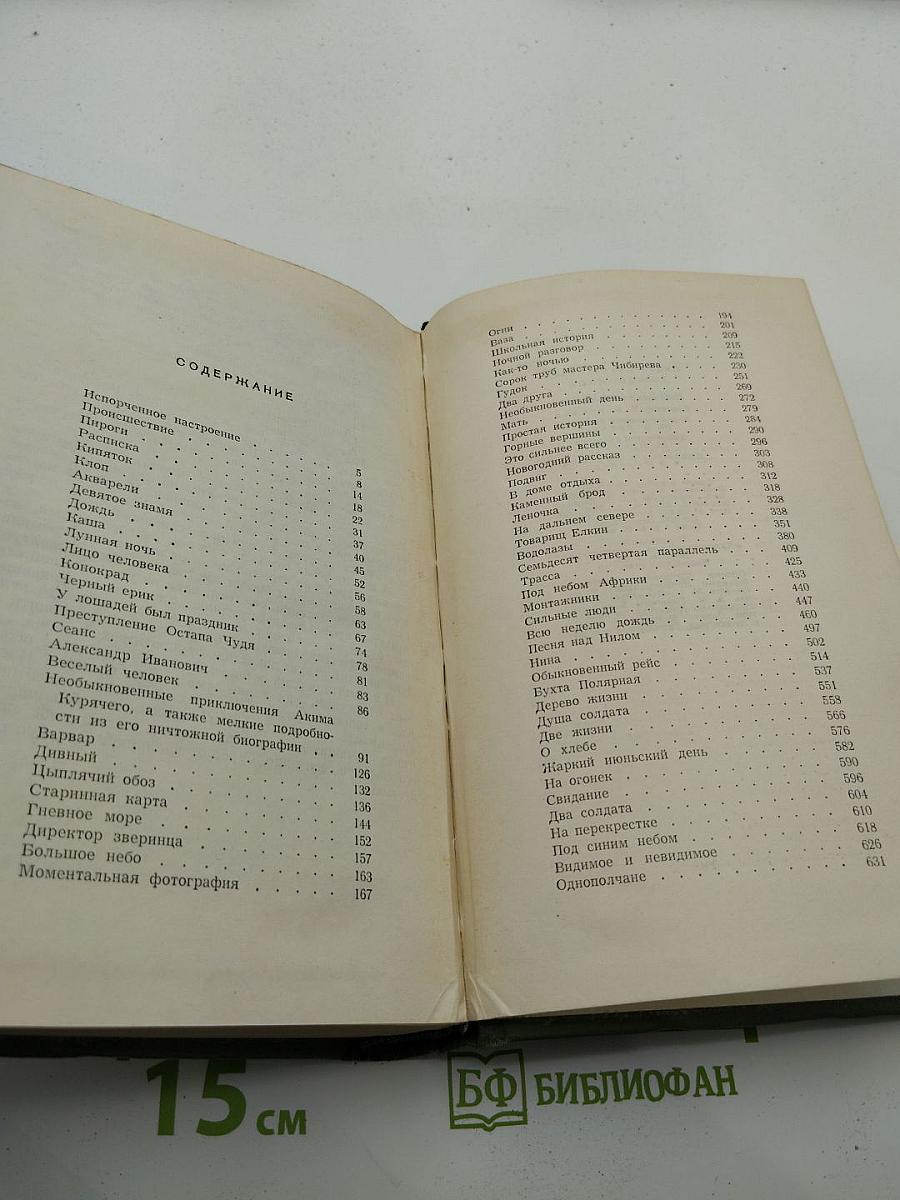 СОДЕРЖАНИЕ
Испорченное настроение . . . 5
Происшествие . . . 8
Пироги . . . 14
Расписка . . . 18
Кипяток . . . 22
Клоп . . . 31
Акварели . . . 37
Девятое знамя . . . 40
Дождь . . . 45
Каша . . . 52
Лунная ночь . . . 56
Лицо человека . . . 58
Конокрад . . . 63
Черный ерик . . . 67
У лошадей был праздник . . . 74
Преступление Остапа Чудя . . . 78
Сеанс . . . 81
Александр Иванович . . . 83
Веселый человек . . . 86
Необыкновенные приключения Акима
Курячего, а также мелкие подробно-
сти из его ничтожной биографии . . 91
Варвар . . . 126
Дивный . . . 132
Цыплячий обоз . . . 136
Старинная карта . . . 144
Гневное море . . . 152
Директор зверинца . . . 157
Большое небо . . . 163
Моментальная фотография . . . 167
Огни . . . 194
Ваза . . . 201
Школьная история . . . 209
Ночной разговор . . . 215
Как-то ночью . . . 222
Сорок труб мастера Чибирева . . . 230
Гудок . . . 251
Два друга . . . 260
Необыкновенный день . . . 272
Мать . . . 279
Простая история . . . 284
Горные вершины . . . 290
Это сильнее всего . . . 296
Новогодний рассказ . . . 303
Подвиг . . . 308
В доме отдыха . . . 312
Каменный брод . . . 318
Леночка . . . 328
На дальнем севере . . . 338
Товарищ Елкин . . . 351
Водолазы . . . 380
Семьдесят четвертая параллель . . . 409
Трасса . . . 425
Под небом Африки . . . 433
Монтажники . . . 440
Сильные люди . . . 447
Всю неделю дождь . . . 460
Песня над Нилом . . . 497
Нина . . . 502
Обыкновенный рейс . . . 514
Бухта Полярная . . . 537
Дерево жизни . . . 551
Душа солдата . . . 558
Две жизни . . . 566
О хлебе . . . 576
Жаркий июньский день . . . 582
На огонек . . . 590
Свидание . . . 596
Два солдата . . . 604
На перекрестке . . . 610
Под синим небом . . . 618
Видимое и невидимое . . . 626
Однополчане . . . 631
15 см
БФ БИБЛИОФАН